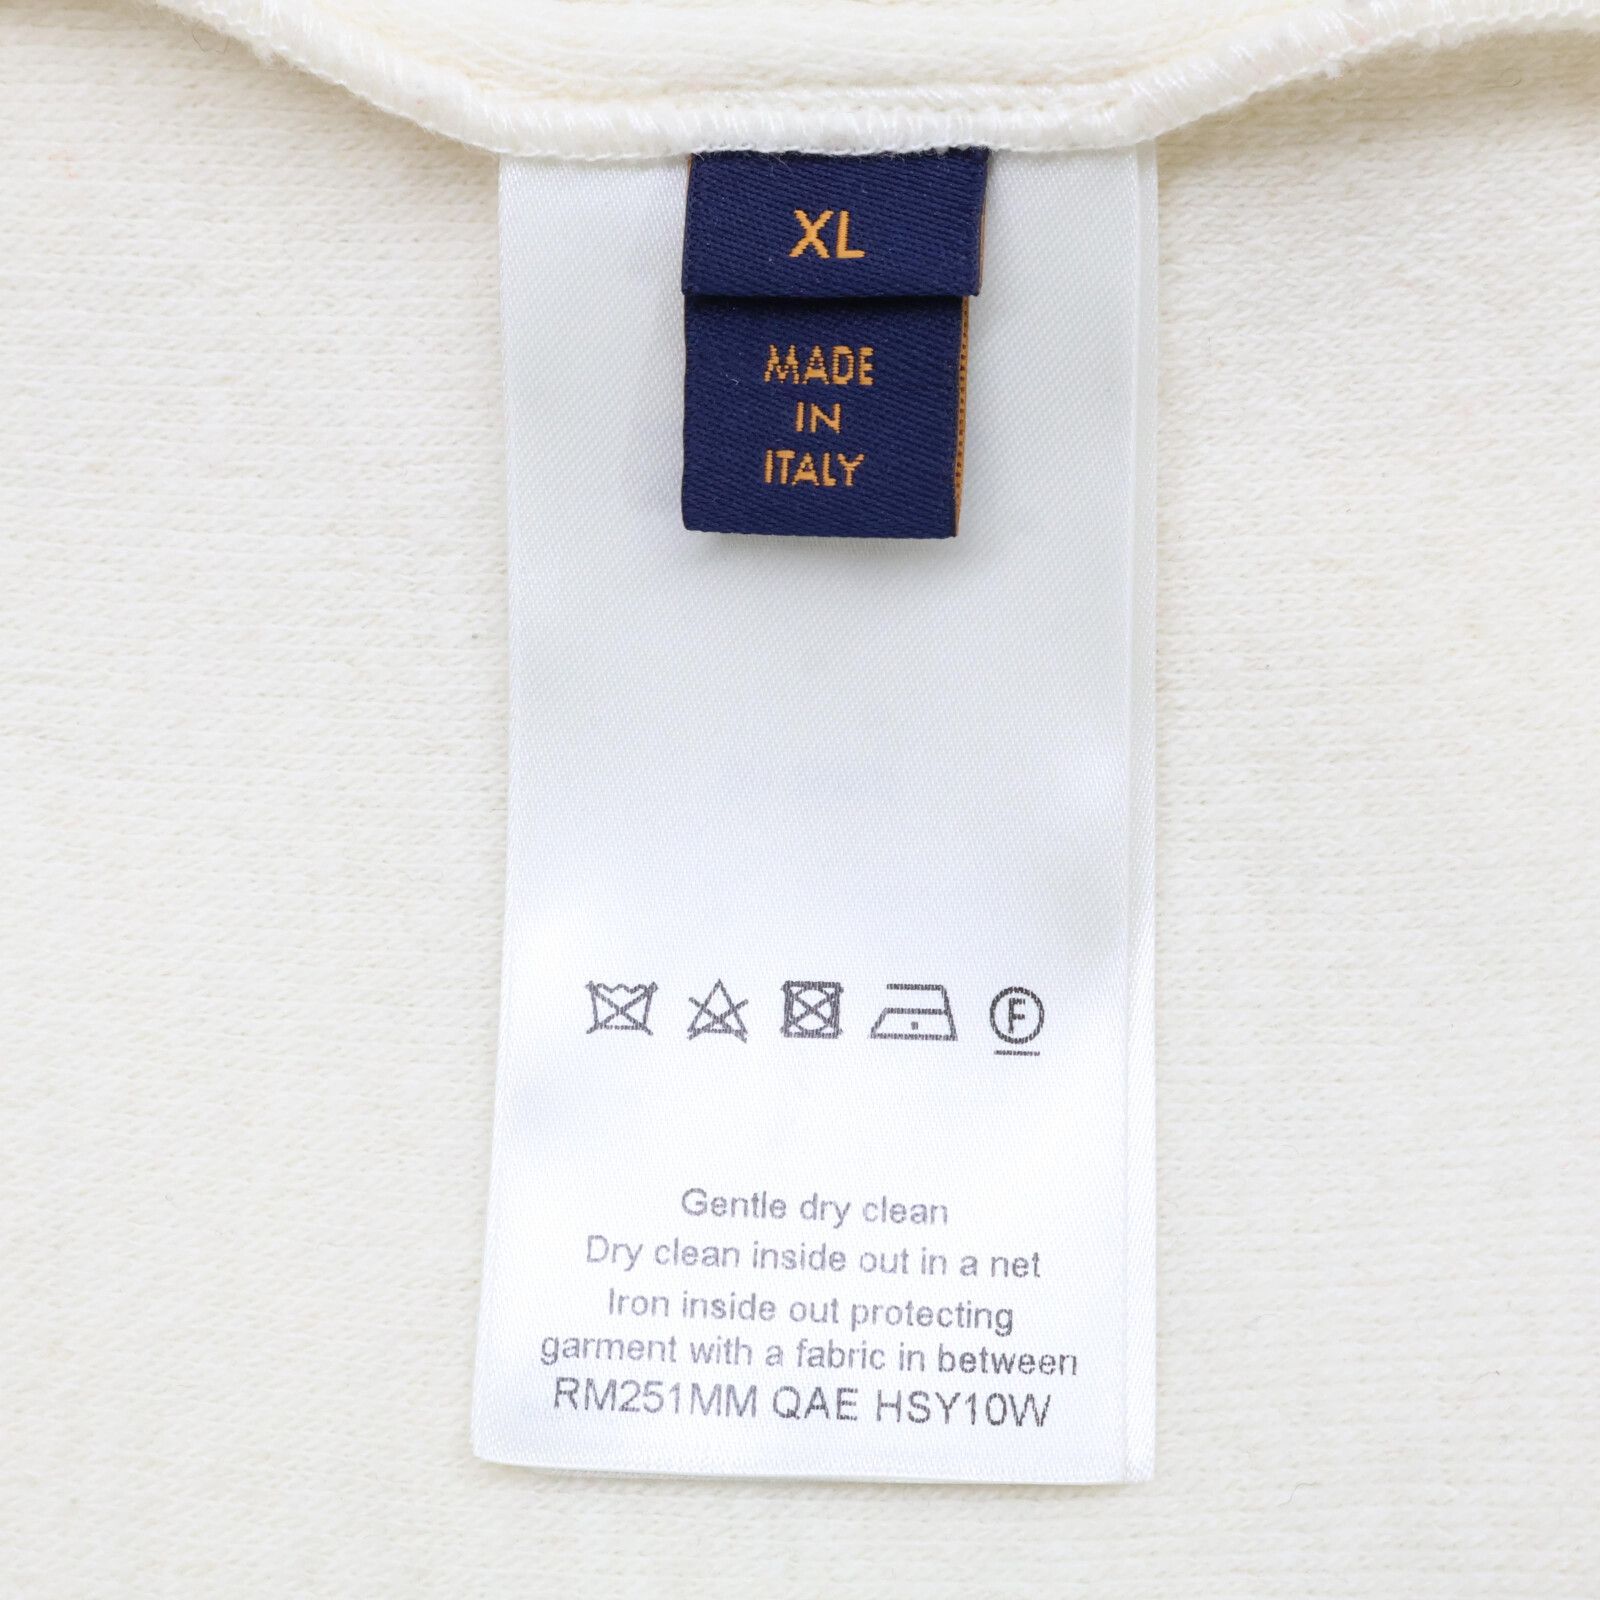 XL
MADE
IN
ITALY
F
Gentle dry clean
Dry clean inside out in a net
Iron inside out protecting
garment with a fabric in between
RM251MM QAE HSY10W